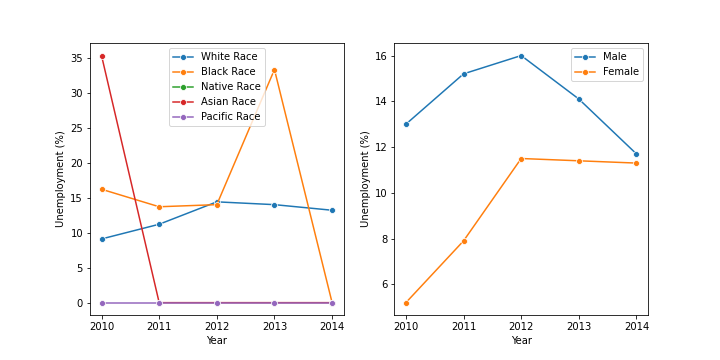 White Race
Black Race
Native Race
Asian Race
Pacific Race
Unemployment (%)
35
30
25
20
15
10
5
0
2010 2011 2012 2013 2014
Year
Male
Female
Unemployment (%)
16
14
12
10
8
6
2010 2011 2012 2013 2014
Year